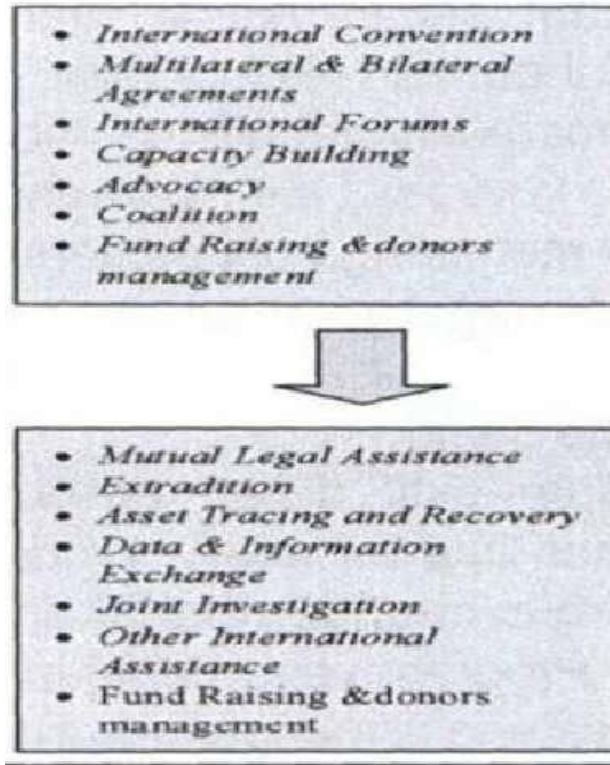 • International Convention
• Multilateral & Bilateral
Agreements
• International Forums
• Capacity Building
• Advocacy
• Coalition
• Fund Raising &donors
management
• Mutual Legal Assistance
• Extradition
• Asset Tracing and Recovery
• Data & Information
Exchange
• Joint Investigation
• Other International
Assistance
• Fund Raising &donors
management